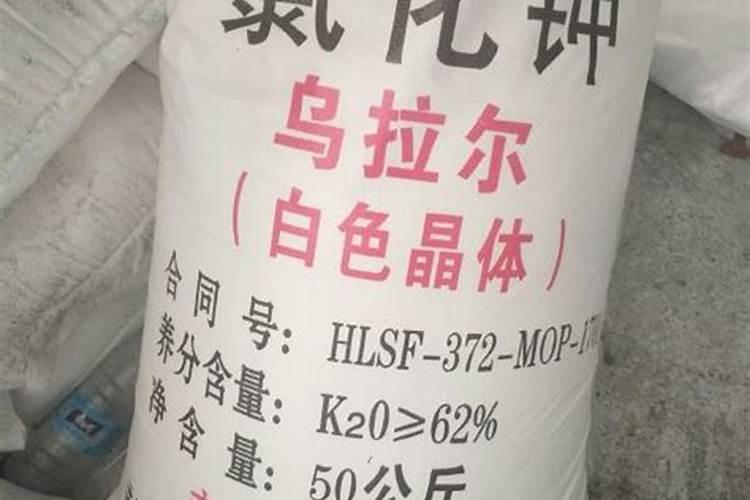 氯化钾
乌拉尔
(白色晶体)
合同号: HLSF-372-MOP-17
养分含量: K₂O≥62%
净含量: 50公斤